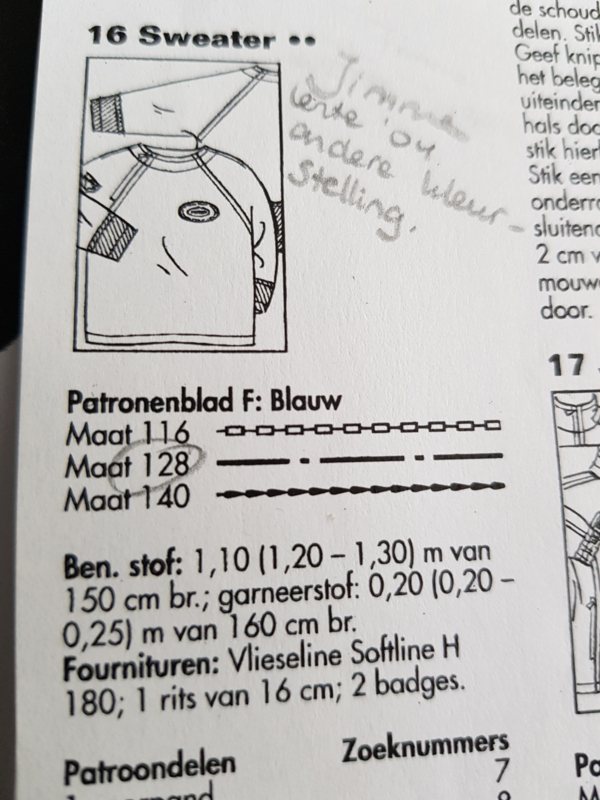 16 Sweater ••
Jimme
lente '04
andere kleur-
stelling.
Patronenblad F: Blauw
Maat 116
Maat 128
Maat 140
Ben. stof: 1,10 (1,20 – 1,30) m van
150 cm br.; garneerstof: 0,20 (0,20 –
0,25) m van 160 cm br.
Fournituren: Vlieseline Softline H
180; 1 rits van 16 cm; 2 badges.
Patroondelen Zoeknummers
7
de schoud
delen. Stik
Geef knip
het beleg
uiteinder
hals doo
stik hier
Stik een
onderr
sluiten
2 cm v
mouw
door.
17